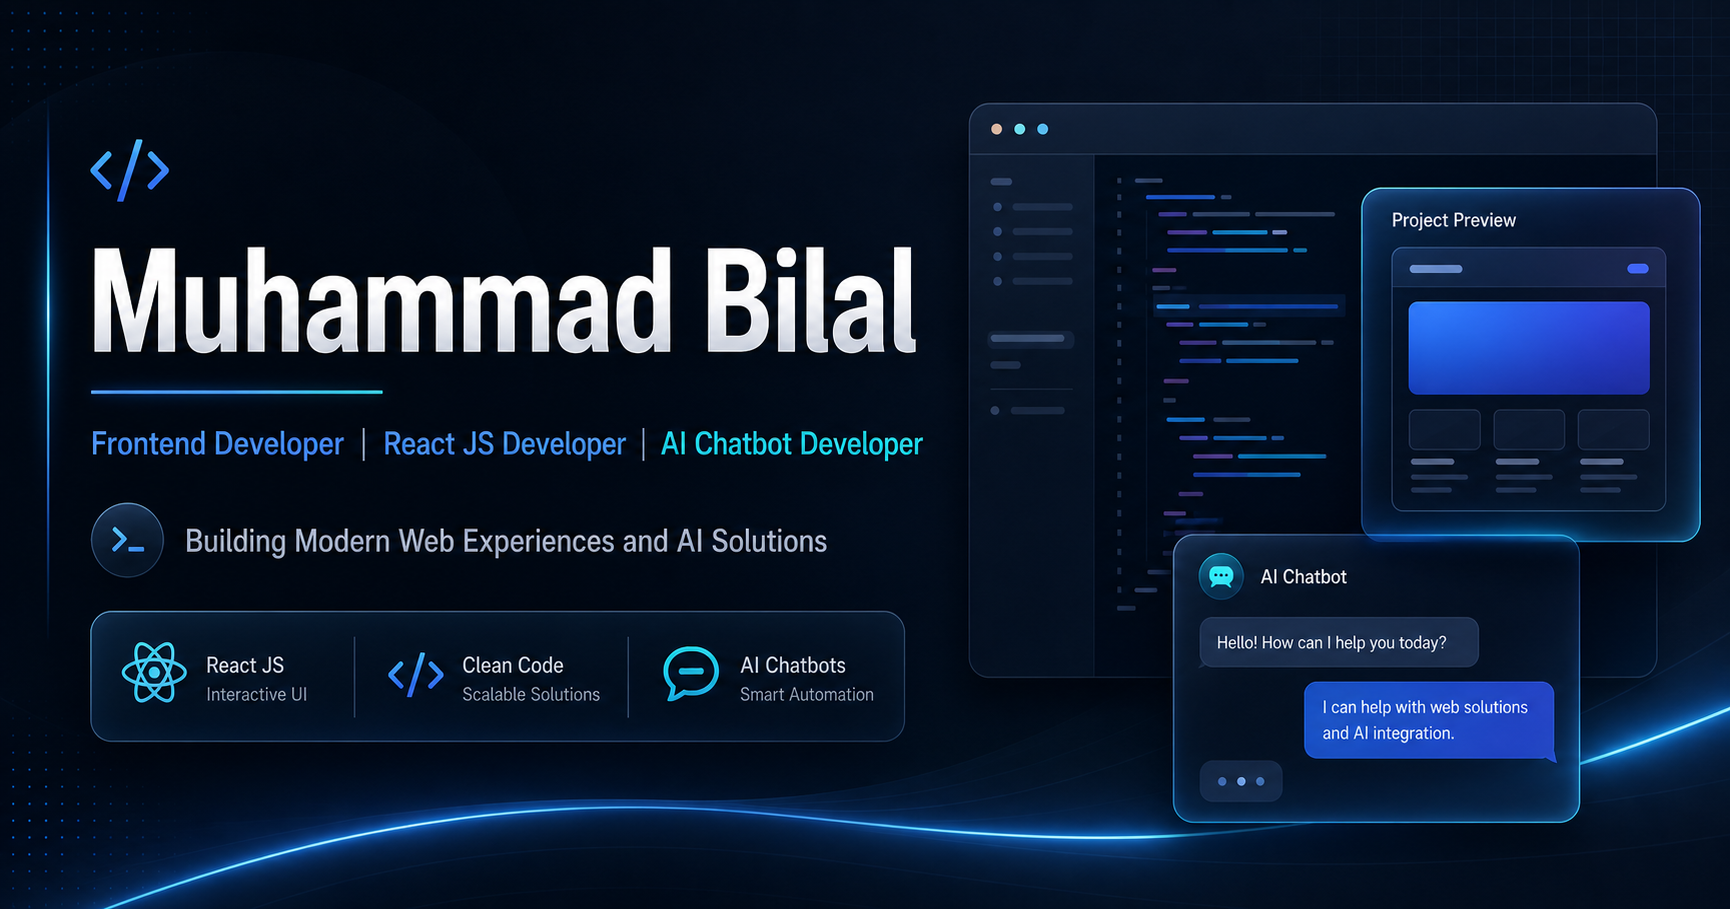 </>
Muhammad Bilal
Frontend Developer | React JS Developer | AI Chatbot Developer
>_ Building Modern Web Experiences and AI Solutions
React JS
Interactive UI
</> Clean Code
Scalable Solutions
AI Chatbots
Smart Automation
Project Preview
AI Chatbot
Hello! How can I help you today?
I can help with web solutions
and AI integration.